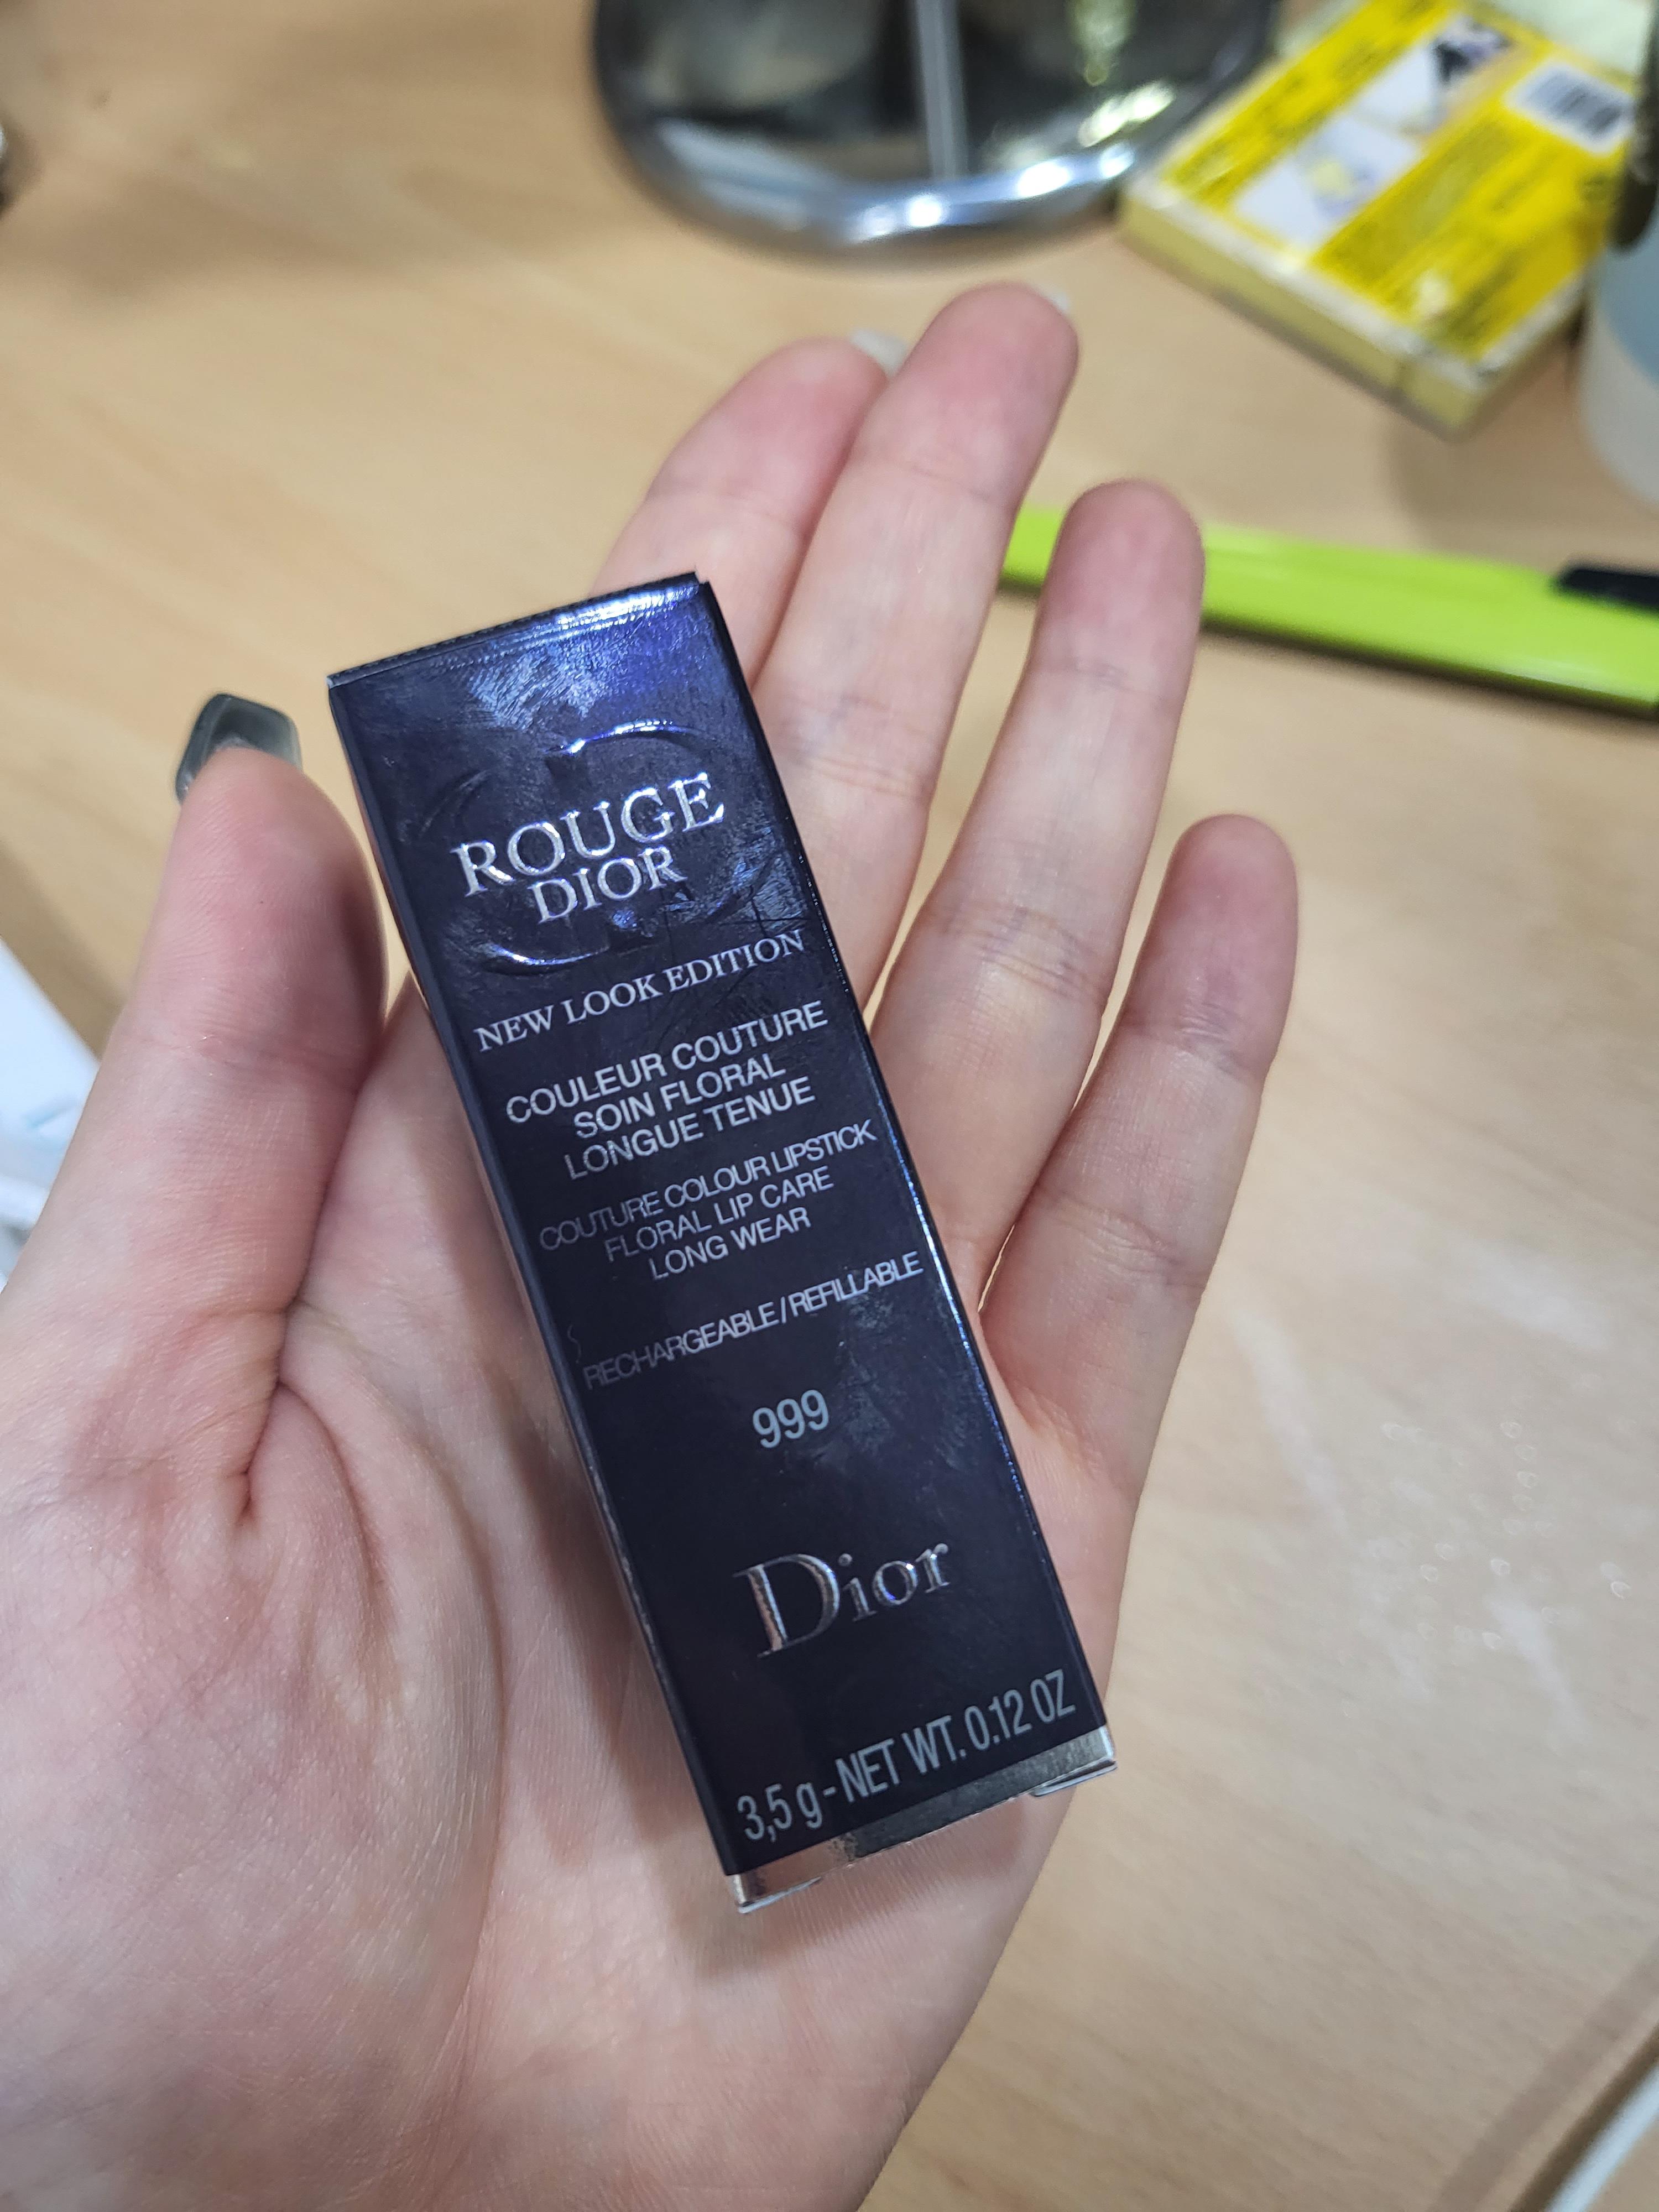 ROUGE
DIOR
NEW LOOK EDITION
COULEUR COUTURE
SOIN FLORAL
LONGUE TENUE
COUTURE COLOUR LIPSTICK
FLORAL LIP CARE
LONG WEAR
RECHARGEABLE / REFILLABLE
999
Dior
3,5 g - NET WT. 0.12 OZ